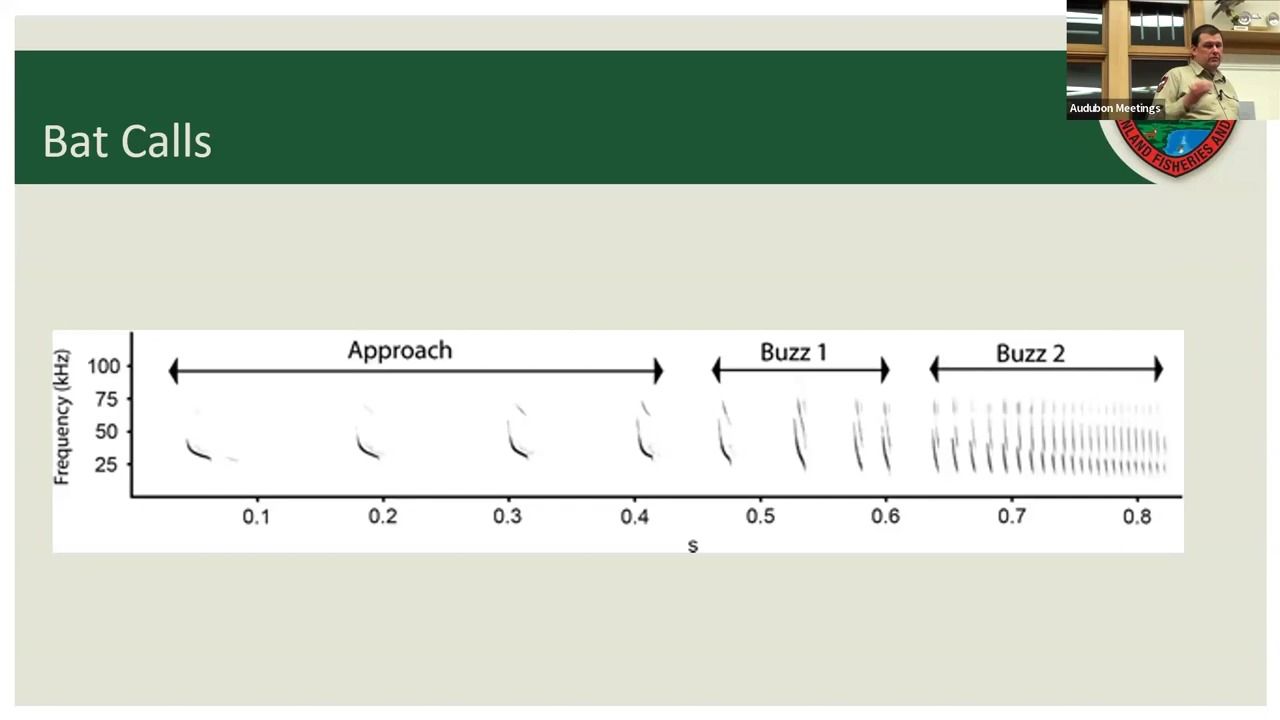 Audubon Meetings
INLAND FISHERIES AND
Bat Calls
Approach
Buzz 1
Buzz 2
Frequency (kHz)
100
75
50
25
0.1
0.2
0.3
0.4
0.5
0.6
0.7
0.8
s